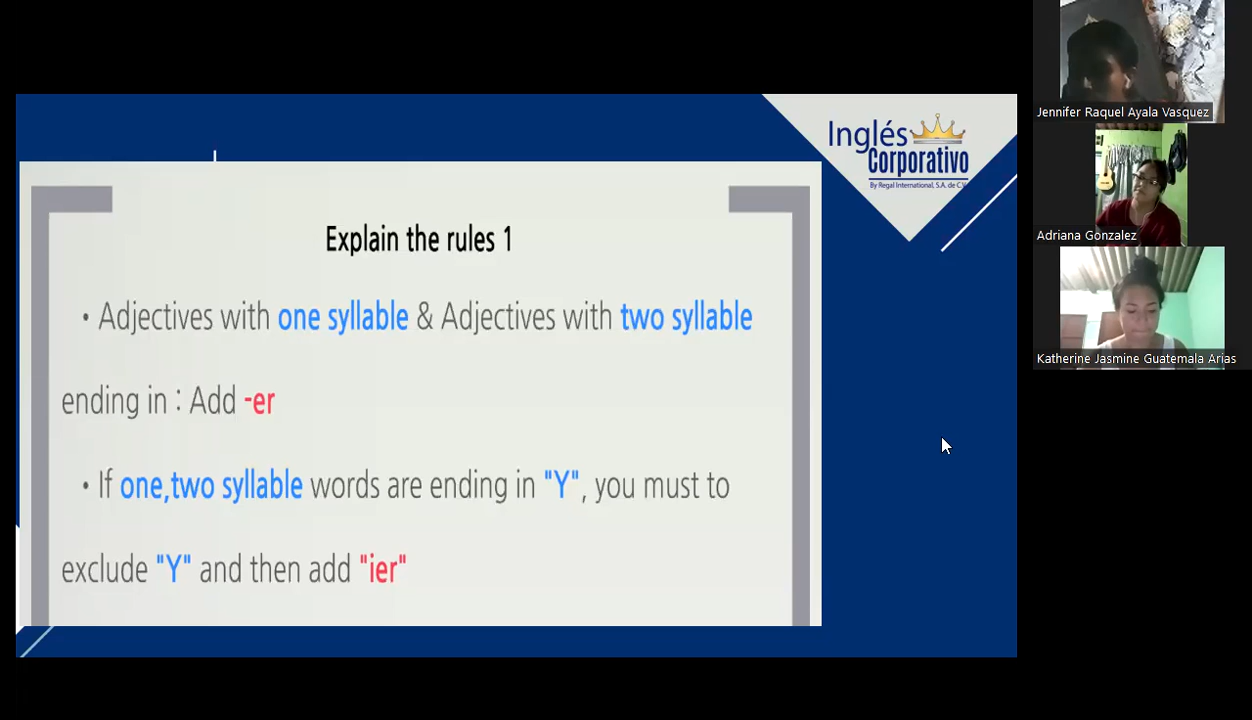 Inglés
Corporativo
By Regal International, S.A. de C.V.
Explain the rules 1
• Adjectives with one syllable & Adjectives with two syllable
ending in : Add -er
• If one,two syllable words are ending in "Y", you must to
exclude "Y" and then add "ier"
Jennifer Raquel Ayala Vasquez
Adriana Gonzalez
Katherine Jasmine Guatemala Arias